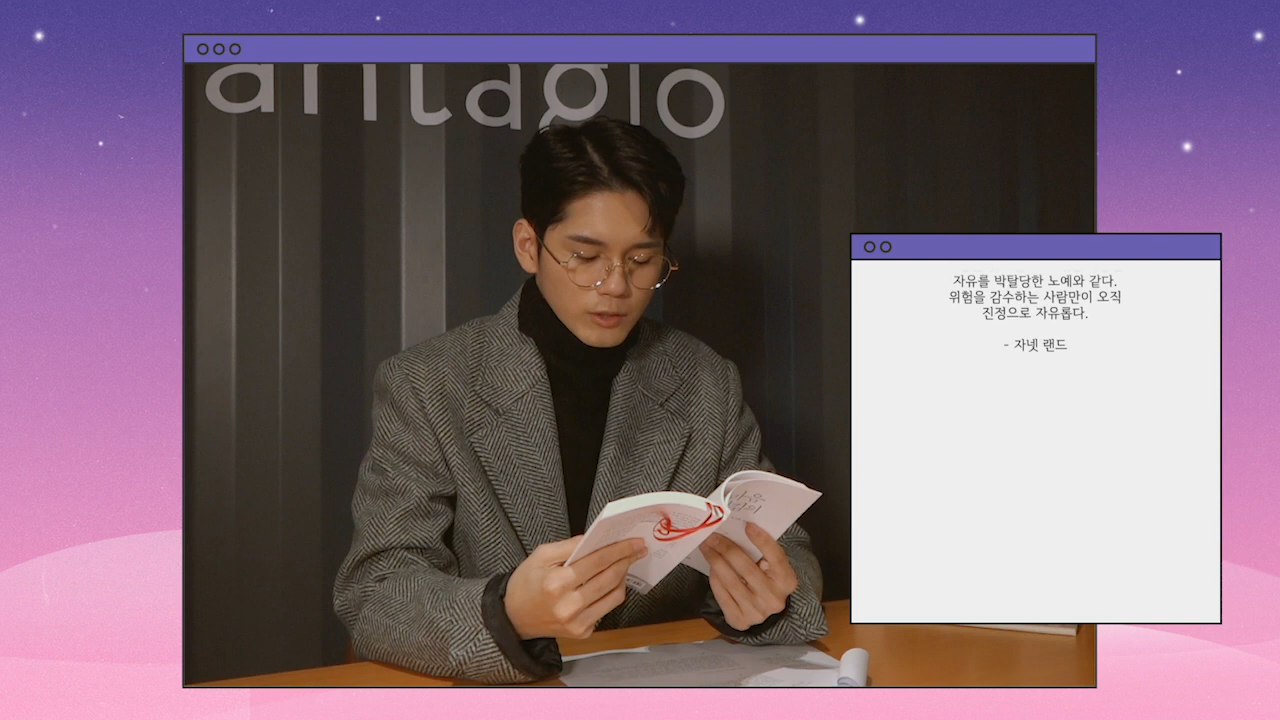 antagio
자유를 박탈당한 노예와 같다.
위험을 감수하는 사람만이 오직
진정으로 자유롭다.
- 자넷 랜드